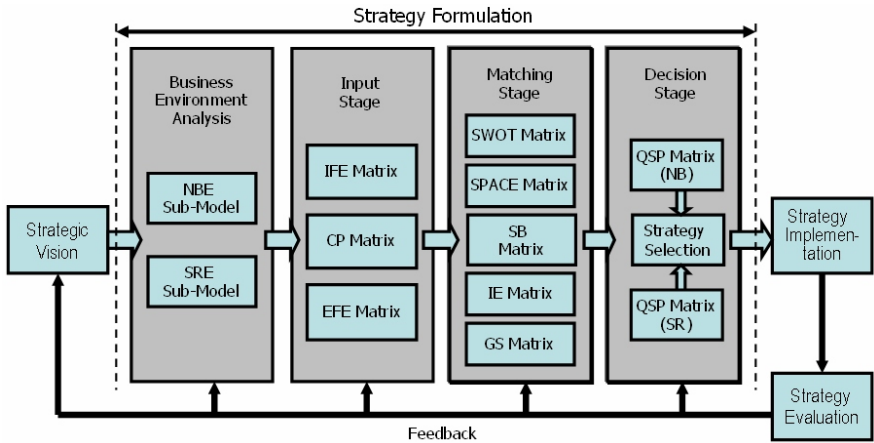 Strategy Formulation
Strategic
Vision
Business
Environment
Analysis
NBE
Sub-Model
SRE
Sub-Model
Input
Stage
IFE Matrix
CP Matrix
EFE Matrix
Matching
Stage
SWOT Matrix
SPACE Matrix
SB
Matrix
IE Matrix
GS Matrix
Decision
Stage
QSP Matrix
(NB)
Strategy
Selection
QSP Matrix
(SR)
Strategy
Implemen-
tation
Strategy
Evaluation
Feedback